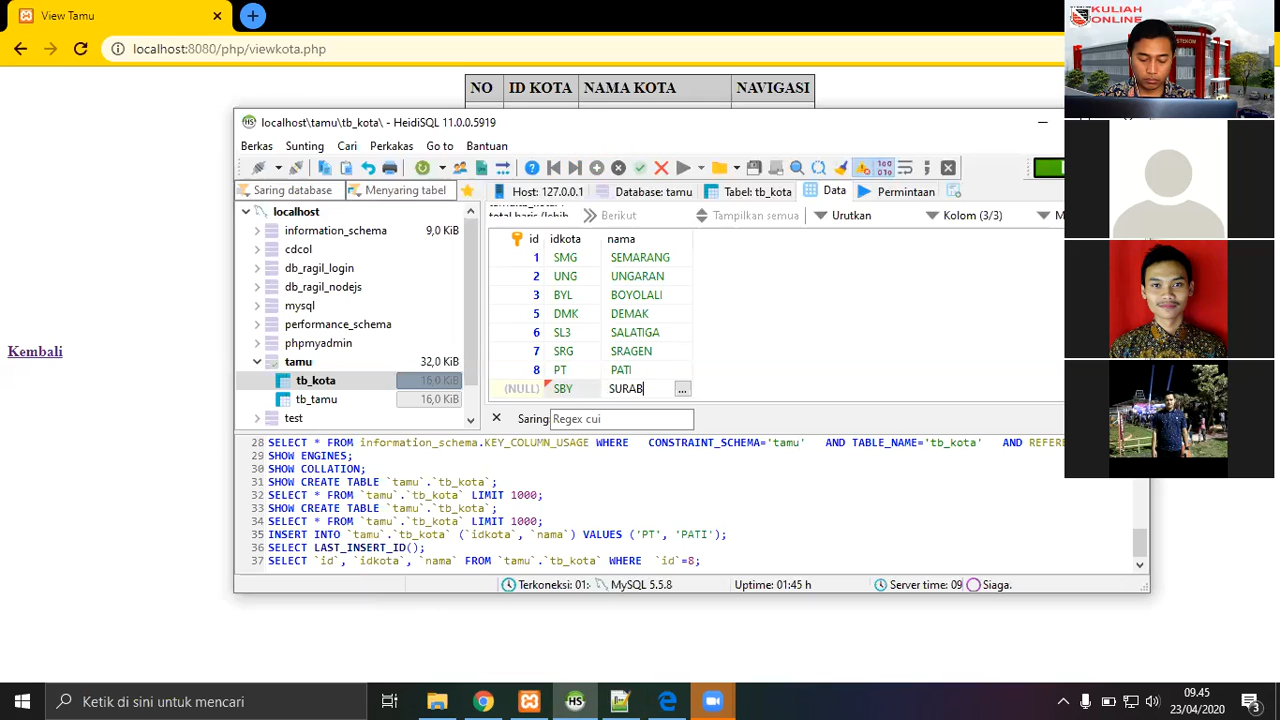 View Tamu
localhost:8080/php/viewkota.php
KULIAH
ONLINE
NO ID KOTA NAMA KOTA NAVIGASI
localhost\tamu\tb_kota\ - HeidiSQL 11.0.0.5919
Berkas Sunting Cari Perkakas Go to Bantuan
Saring database Menyaring tabel Host: 127.0.0.1 Database: tamu Tabel: tb_kota Data Permintaan
Berikut Tampilkan semua Urutkan Kolom (3/3)
localhost
information_schema 9,0 KiB
cdcol
db_ragil_login
db_ragil_nodejs
mysql
performance_schema
phpmyadmin
tamu 32,0 KiB
tb_kota 16,0 KiB
tb_tamu 16,0 KiB
test
id idkota nama
1 SMG SEMARANG
2 UNG UNGARAN
3 BYL BOYOLALI
5 DMK DEMAK
6 SL3 SALATIGA
7 SRG SRAGEN
8 PT PATI
(NULL) SBY SURAB ...
Saring: Regex cui
Kembali
28 SELECT * FROM information_schema.KEY_COLUMN_USAGE WHERE CONSTRAINT_SCHEMA='tamu' AND TABLE_NAME='tb_kota' AND REFERE
29 SHOW ENGINES;
30 SHOW COLLATION;
31 SHOW CREATE TABLE `tamu`.`tb_kota`;
32 SELECT * FROM `tamu`.`tb_kota` LIMIT 1000;
33 SHOW CREATE TABLE `tamu`.`tb_kota`;
34 SELECT * FROM `tamu`.`tb_kota` LIMIT 1000;
35 INSERT INTO `tamu`.`tb_kota` (`idkota`, `nama`) VALUES ('PT', 'PATI');
36 SELECT LAST_INSERT_ID();
37 SELECT `id`, `idkota`, `nama` FROM `tamu`.`tb_kota` WHERE `id`=8;
Terkoneksi: 01: MySQL 5.5.8 Uptime: 01:45 h Server time: 09 Siaga.
Ketik di sini untuk mencari
09.45
23/04/2020
3